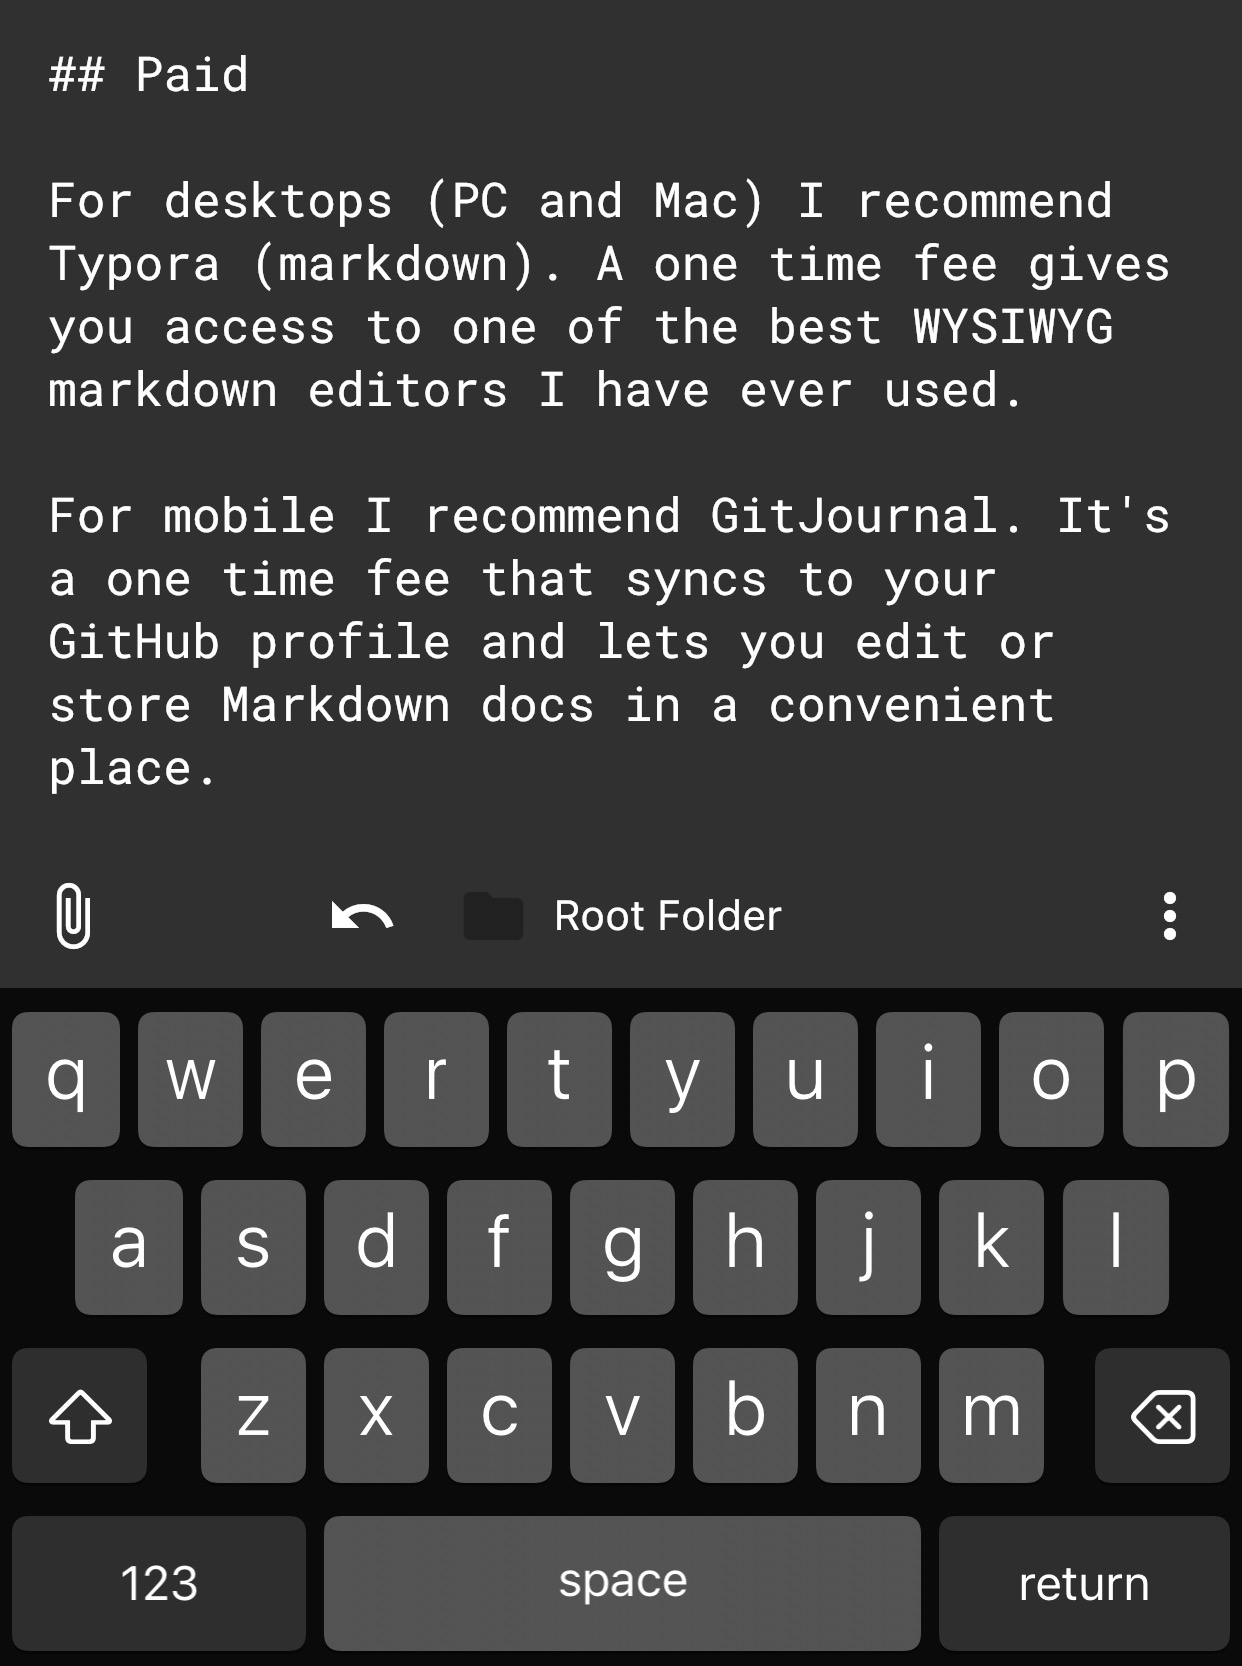 ## Paid
For desktops (PC and Mac) I recommend
Typora (markdown). A one time fee gives
you access to one of the best WYSIWYG
markdown editors I have ever used.
For mobile I recommend GitJournal. It's
a one time fee that syncs to your
GitHub profile and lets you edit or
store Markdown docs in a convenient
place.
Root Folder
q w e r t y u i o p
a s d f g h j k l
z x c v b n m
123 space return